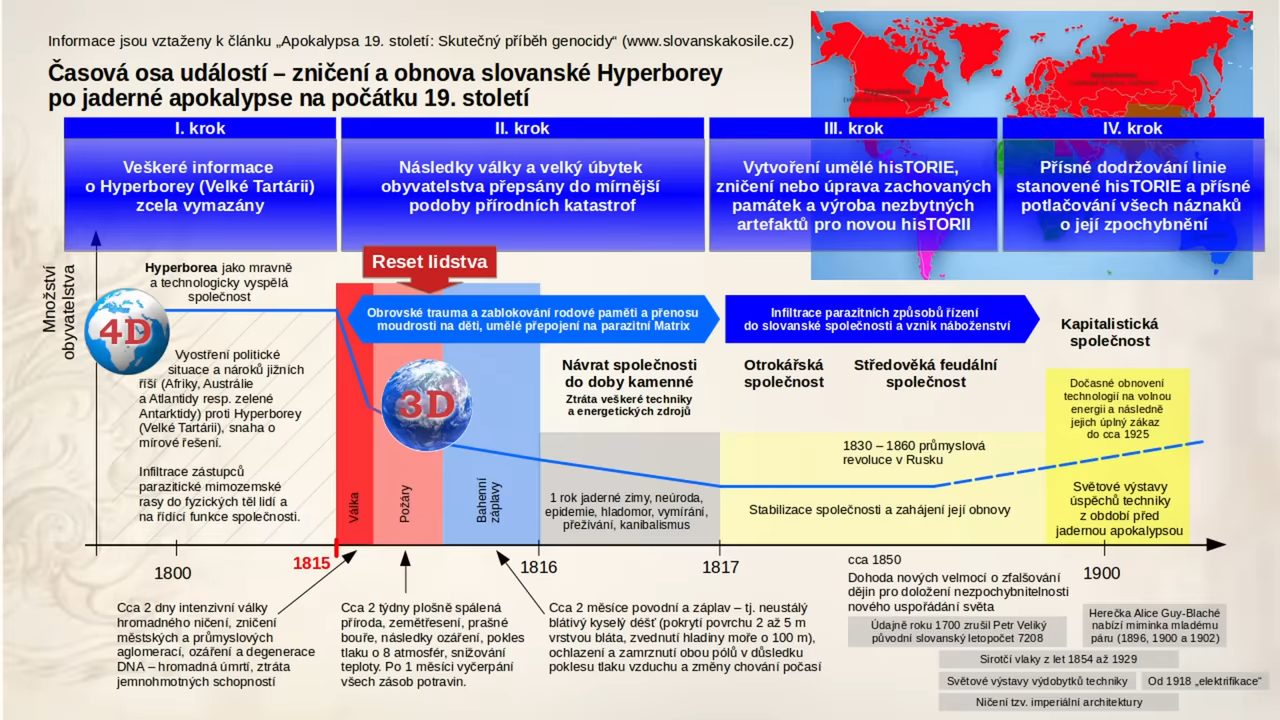 Informace jsou vztaženy k článku „Apokalypsa 19. století: Skutečný příběh genocidy“ (www.slovanskakosile.cz)
Časová osa událostí – zničení a obnova slovanské Hyperborey
po jaderné apokalypse na počátku 19. století
I. krok
Veškeré informace
o Hyperborey (Velké Tartárii)
zcela vymazány
II. krok
Následky války a velký úbytek
obyvatelstva přepsány do mírnější
podoby přírodních katastrof
III. krok
Vytvoření umělé hisTORIE,
zničení nebo úprava zachovaných
památek a výroba nezbytných
artefaktů pro novou hisTORII
IV. krok
Přísné dodržování linie
stanovené hisTORIE a přísné
potlačování všech náznaků
o její zpochybnění
Množství
obyvatelstva
Hyperborea jako mravně
a technologicky vyspělá
společnost
4D
Vyostření politické
situace a nároků jižních
říší (Afriky, Austrálie
a Atlantidy resp. zelené
Antarktidy) proti Hyperborey
(Velké Tartárii), snaha o
mírové řešení.
Infiltrace zástupců
parazitické mimozemské
rasy do fyzických těl lidí a
na řídící funkce společnosti.
Reset lidstva
Obrovské trauma a zablokování rodové paměti a přenosu
moudrosti na děti, umělé přepojení na parazitní Matrix
Infiltrace parazitních způsobů řízení
do slovanské společnosti a vznik náboženství
3D
Návrat společnosti
do doby kamenné
Ztráta veškeré techniky
a energetických zdrojů
Otrokářská
společnost
Středověká feudální
společnost
Kapitalistická
společnost
Dočasné obnovení
technologií na volnou
energii a následně
jejich úplný zákaz
do cca 1925
1830 – 1860 průmyslová
revoluce v Rusku
Válka
Požáry
Bahenní
záplavy
1 rok jaderné zimy, neúroda,
epidemie, hladomor, vymírání,
přežívání, kanibalismus
Stabilizace společnosti a zahájení její obnovy
Světové výstavy
úspěchů techniky
z období před
jadernou apokalypsou
1800
1815
1816
1817
1900
Cca 2 dny intenzivní války
hromadného ničení, zničení
městských a průmyslových
aglomerací, ozáření a degenerace
DNA – hromadná úmrtí, ztráta
jemnohmotných schopností
Cca 2 týdny plošně spálená
příroda, zemětřesení, prašné
bouře, následky ozáření, pokles
tlaku o 8 atmosfér, snižování
teploty. Po 1 měsíci vyčerpání
všech zásob potravin.
Cca 2 měsíce povodní a záplav – tj. neustálý
blátivý kyselý déšť (pokrytí povrchu 2 až 5 m
vrstvou bláta, zvednutí hladiny moře o 100 m),
ochlazení a zamrznutí obou pólů v důsledku
poklesu tlaku vzduchu a změny chování počasí
cca 1850
Dohoda nových velmocí o zfalšování
dějin pro doložení nezpochybnitelnosti
nového uspořádání světa
Údajně roku 1700 zrušil Petr Veliký
původní slovanský letopočet 7208
Herečka Alice Guy-Blaché
nabízí miminka mladému
páru (1896, 1900 a 1902)
Sirotčí vlaky z let 1854 až 1929
Světové výstavy výdobytků techniky
Od 1918 „elektrifikace“
Ničení tzv. imperiální architektury